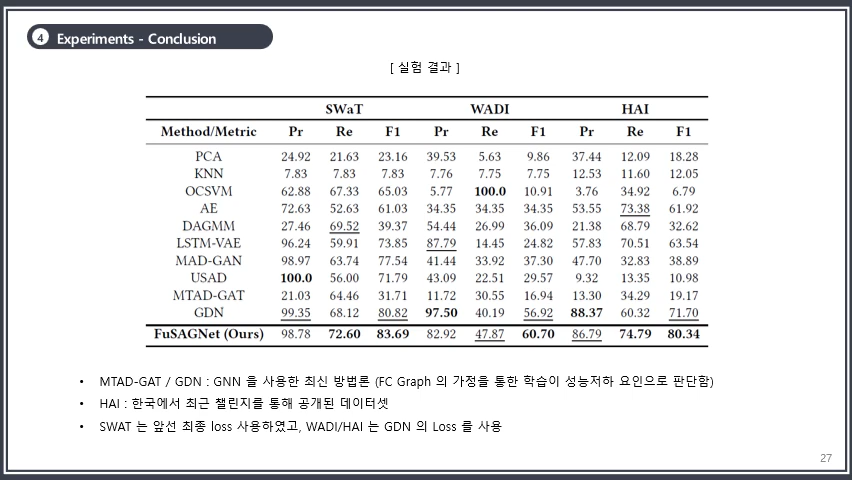 4 Experiments - Conclusion
[ 실험 결과 ]
SWaT WADI HAI
Method/Metric Pr Re F1 Pr Re F1 Pr Re F1
PCA 24.92 21.63 23.16 39.53 5.63 9.86 37.44 12.09 18.28
KNN 7.83 7.83 7.83 7.76 7.75 7.75 12.53 11.60 12.05
OCSVM 62.88 67.33 65.03 5.77 100.0 10.91 3.76 34.92 6.79
AE 72.63 52.63 61.03 34.35 34.35 34.35 53.55 73.38 61.92
DAGMM 27.46 69.52 39.37 54.44 26.99 36.09 21.38 68.79 32.62
LSTM-VAE 96.24 59.91 73.85 87.79 14.45 24.82 57.83 70.51 63.54
MAD-GAN 98.97 63.74 77.54 41.44 33.92 37.30 47.70 32.83 38.89
USAD 100.0 56.00 71.79 43.09 22.51 29.57 9.32 13.35 10.98
MTAD-GAT 21.03 64.46 31.71 11.72 30.55 16.94 13.30 34.29 19.17
GDN 99.35 68.12 80.82 97.50 40.19 56.92 88.37 60.32 71.70
FuSAGNet (Ours) 98.78 72.60 83.69 82.92 47.87 60.70 86.79 74.79 80.34
• MTAD-GAT / GDN : GNN 을 사용한 최신 방법론 (FC Graph 의 가정을 통한 학습이 성능저하 요인으로 판단함)
• HAI : 한국에서 최근 챌린지를 통해 공개된 데이터셋
• SWAT 는 앞선 최종 loss 사용하였고, WADI/HAI 는 GDN 의 Loss 를 사용
27